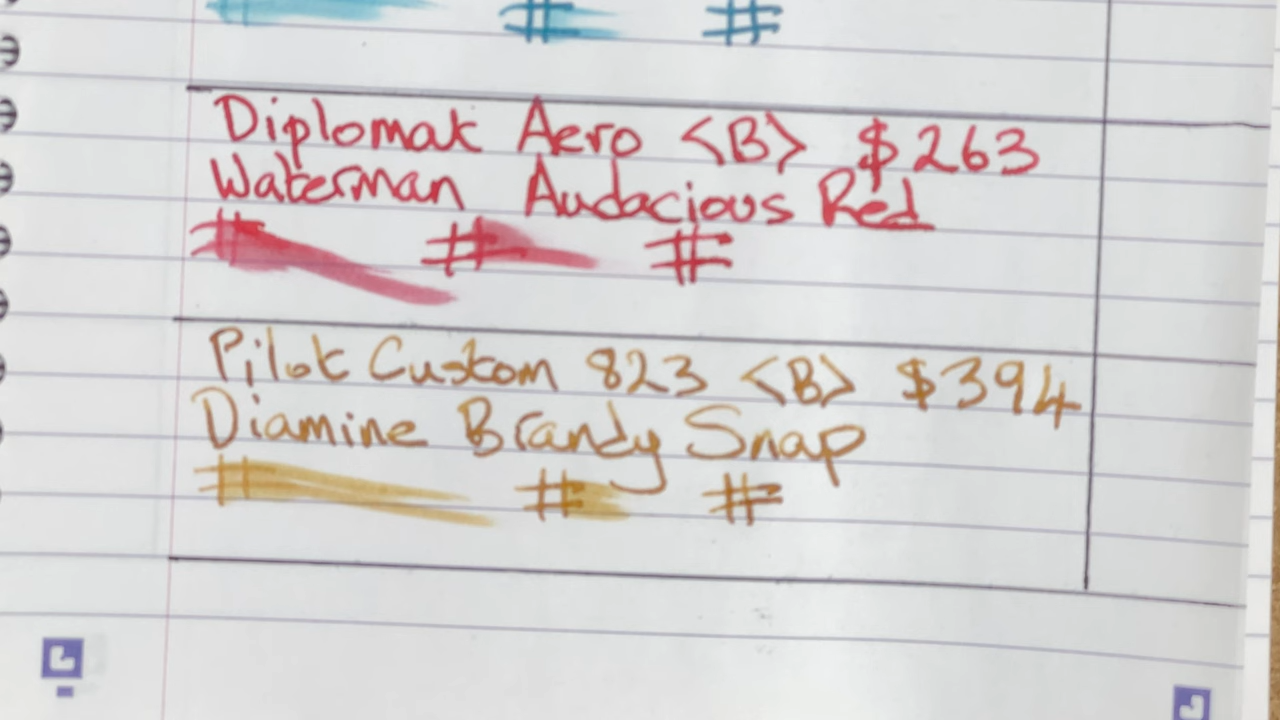 # #
Diplomat Aero <B> $263
Waterman Audacious Red
# # #
Pilot Custom 823 <B> $394
Diamine Brandy Snap
# # #